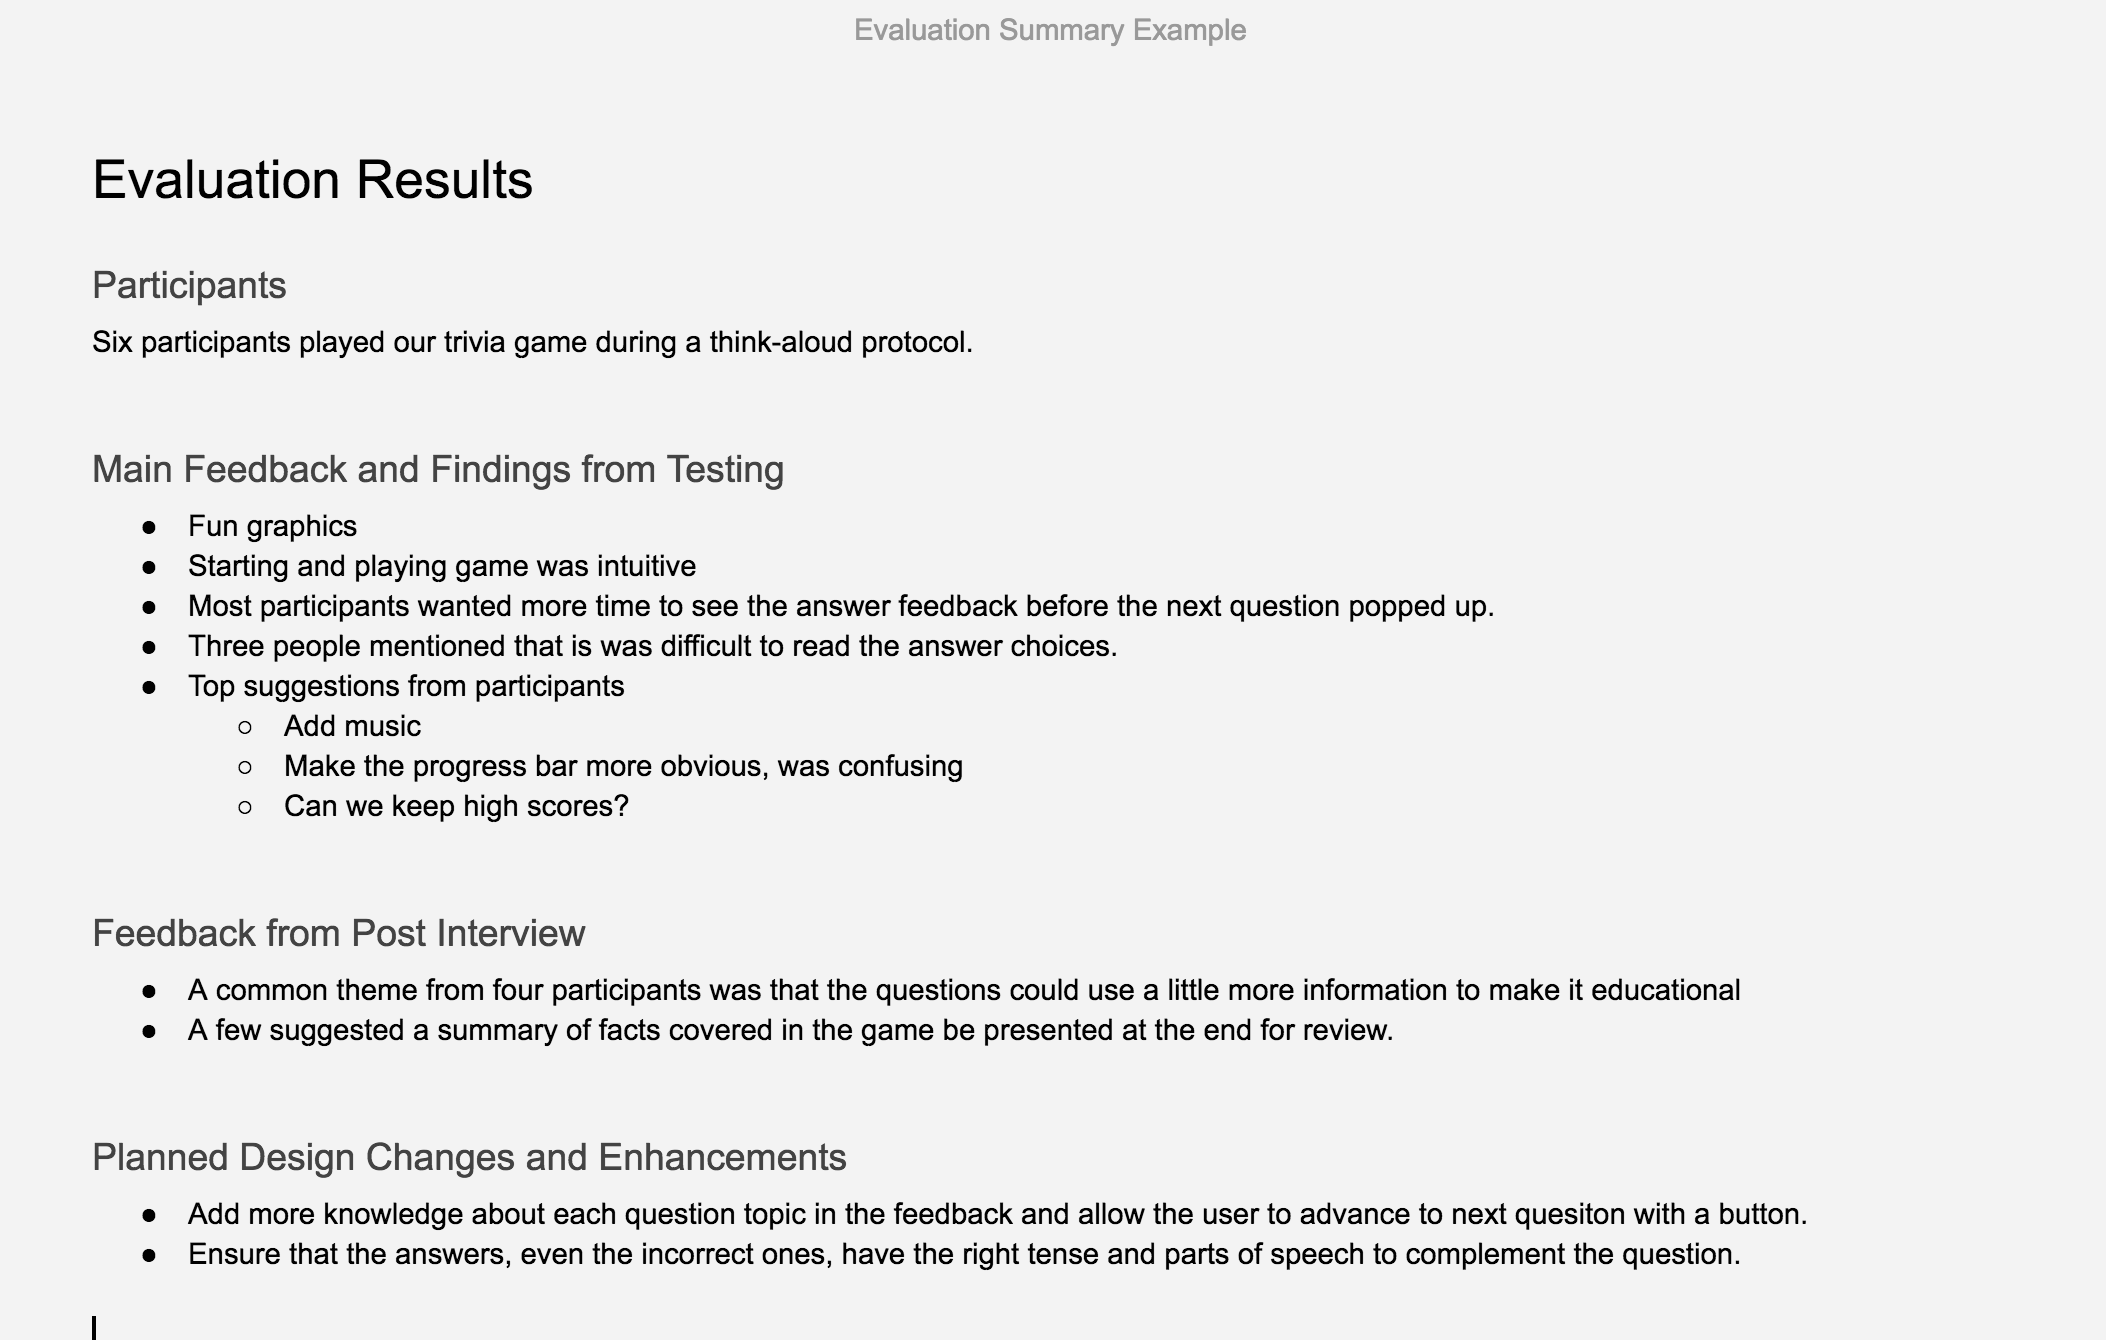 Evaluation Summary Example
Evaluation Results
Participants
Six participants played our trivia game during a think-aloud protocol.
Main Feedback and Findings from Testing
● Fun graphics
● Starting and playing game was intuitive
● Most participants wanted more time to see the answer feedback before the next question popped up.
● Three people mentioned that is was difficult to read the answer choices.
● Top suggestions from participants
○ Add music
○ Make the progress bar more obvious, was confusing
○ Can we keep high scores?
Feedback from Post Interview
● A common theme from four participants was that the questions could use a little more information to make it educational
● A few suggested a summary of facts covered in the game be presented at the end for review.
Planned Design Changes and Enhancements
● Add more knowledge about each question topic in the feedback and allow the user to advance to next quesiton with a button.
● Ensure that the answers, even the incorrect ones, have the right tense and parts of speech to complement the question.